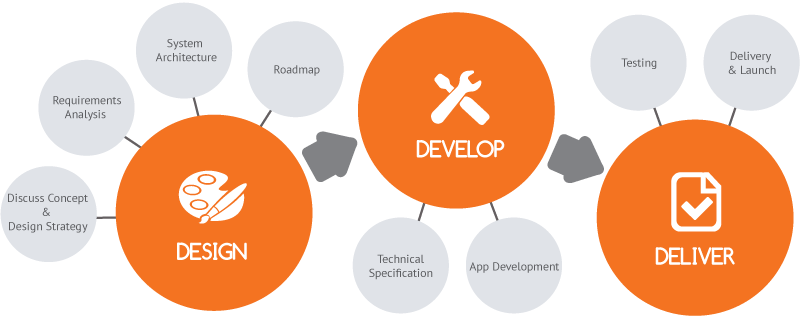 Discuss Concept
&
Design Strategy
Requirements
Analysis
System
Architecture
Roadmap
DESIGN
DEVELOP
Technical
Specification
App Development
Testing
Delivery
& Launch
DELIVER